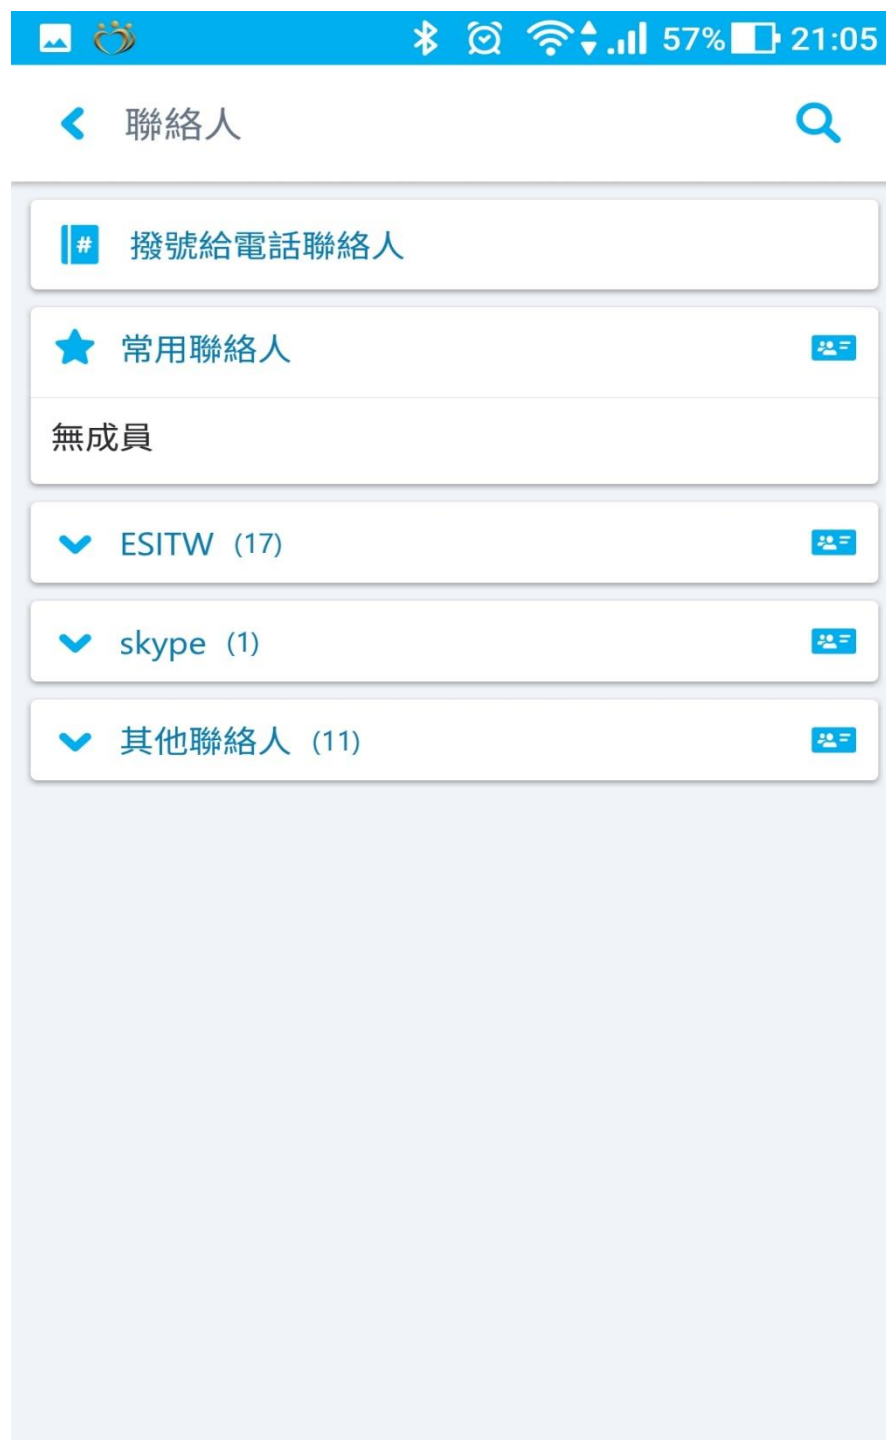 57% 21:05
聯絡人
# 撥號給電話聯絡人
常用聯絡人
無成員
ESITW (17)
skype (1)
其他聯絡人 (11)